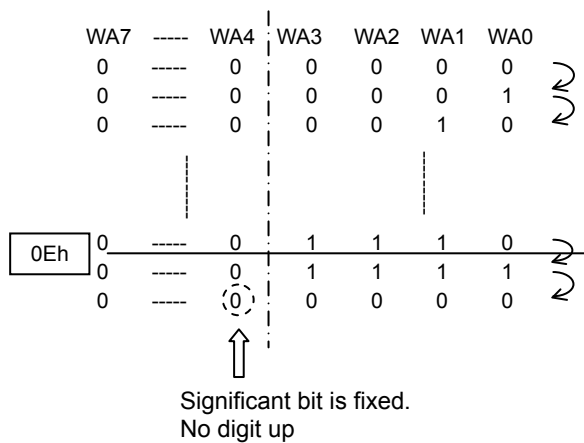 WA7 ----- WA4 WA3 WA2 WA1 WA0
0 ----- 0 0 0 0 0
0 ----- 0 0 0 0 1
0 ----- 0 0 0 1 0
0Eh 0 ----- 0 1 1 1 0
0 ----- 0 1 1 1 1
0 ---- 0 0 0 0 0
Significant bit is fixed.
No digit up